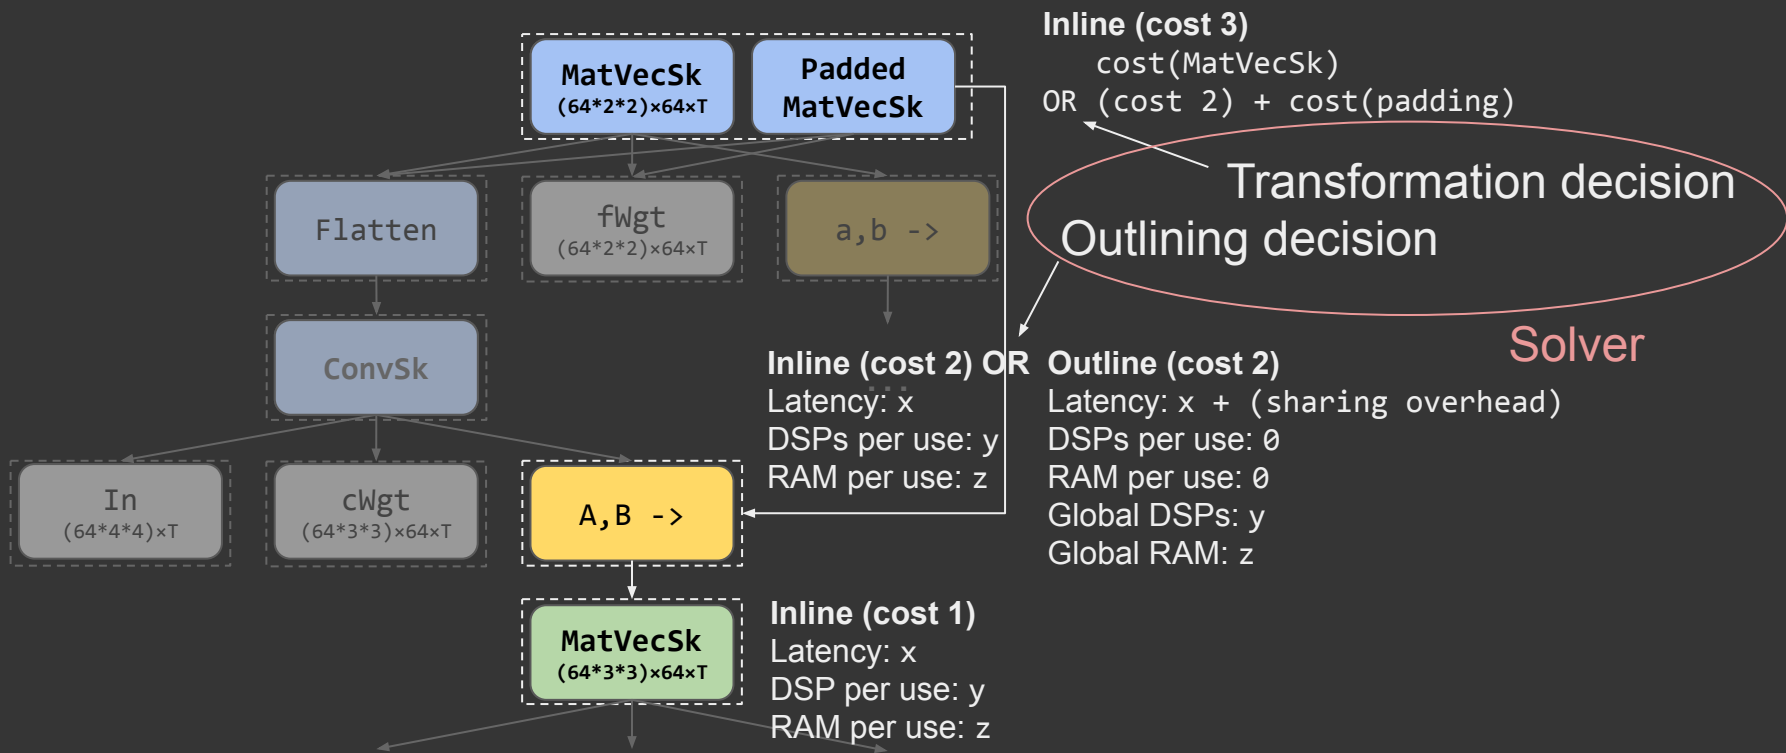 MatVecSk
(64*2*2)×64×T
Padded
MatVecSk
Inline (cost 3)
cost(MatVecSk)
OR (cost 2) + cost(padding)
Transformation decision
Outlining decision
Solver
Flatten
fWgt
(64*2*2)×64×T
a,b ->
ConvSk
...
Inline (cost 2) OR
Latency: x
DSPs per use: y
RAM per use: z
Outline (cost 2)
Latency: x + (sharing overhead)
DSPs per use: 0
RAM per use: 0
Global DSPs: y
Global RAM: z
In
(64*4*4)×T
cWgt
(64*3*3)×64×T
A,B ->
MatVecSk
(64*3*3)×64×T
Inline (cost 1)
Latency: x
DSP per use: y
RAM per use: z